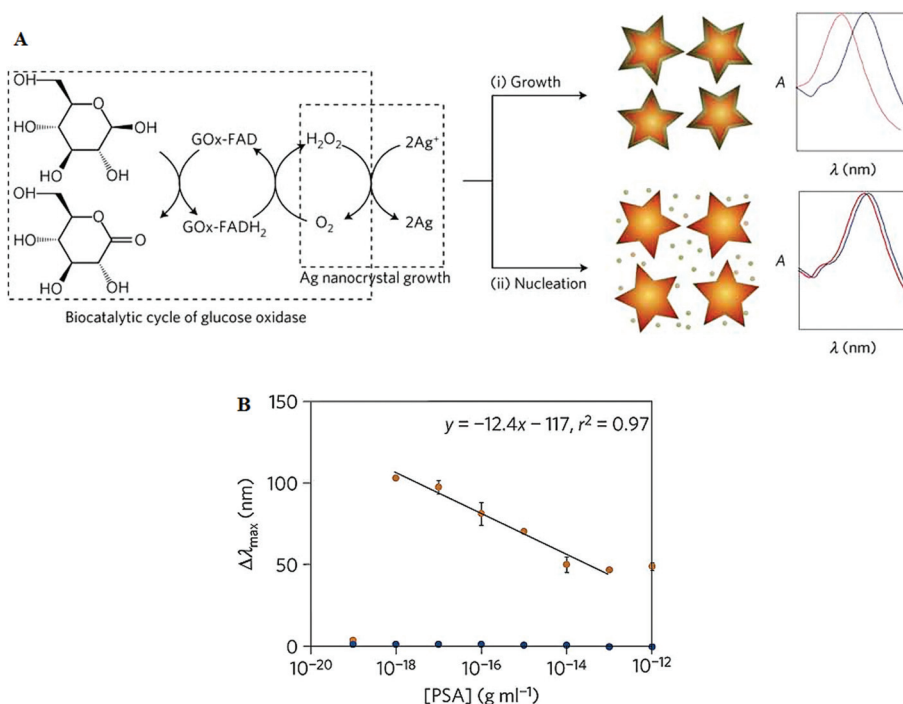 A
OH
O
HO
OH
HO
OH
GOx-FAD
GOx-FADH₂
H₂O₂
O₂
2Ag⁺
2Ag
OH
O
HO
O
HO
OH
Ag nanocrystal growth
Biocatalytic cycle of glucose oxidase
(i) Growth
A
λ (nm)
(ii) Nucleation
A
λ (nm)
B
y = −12.4x − 117, r² = 0.97
150
100
50
0
Δλmax (nm)
10⁻²⁰ 10⁻¹⁸ 10⁻¹⁶ 10⁻¹⁴ 10⁻¹²
[PSA] (g ml⁻¹)